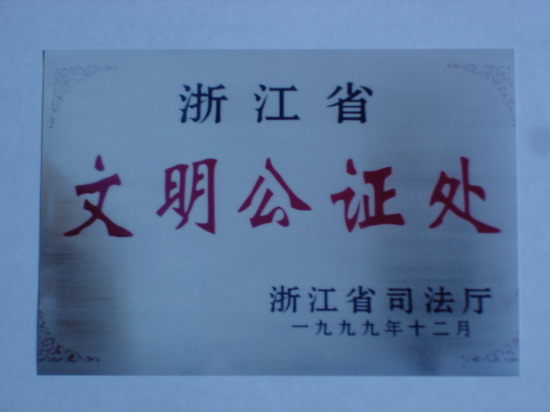 浙江省
文明公证处
浙江省司法厅
一九九九年十二月